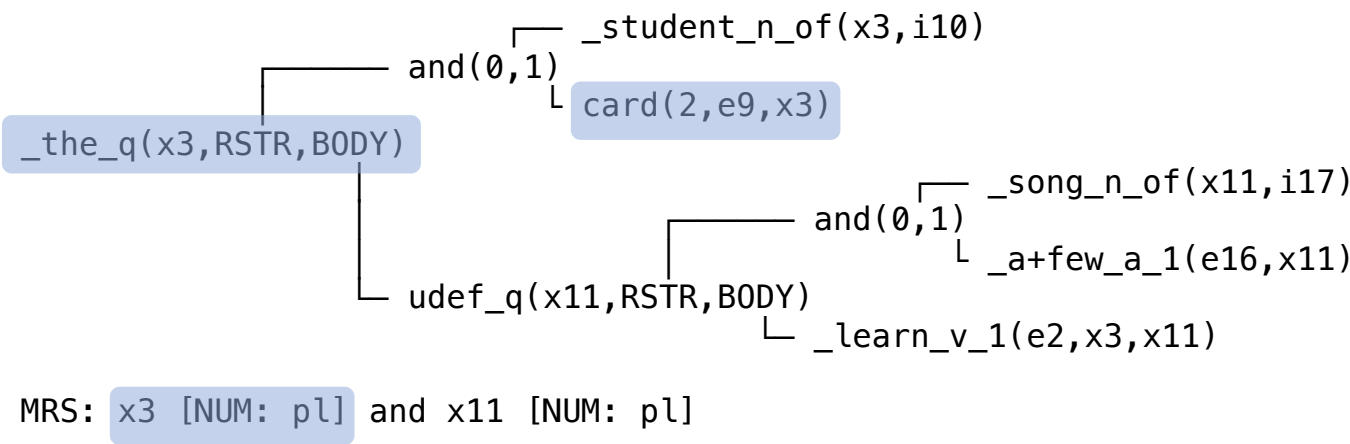 _student_n_of(x3,i10)
and(0,1)
card(2,e9,x3)
_the_q(x3,RSTR,BODY)
_song_n_of(x11,i17)
and(0,1)
_a+few_a_1(e16,x11)
udef_q(x11,RSTR,BODY)
_learn_v_1(e2,x3,x11)
MRS: x3 [NUM: pl] and x11 [NUM: pl]